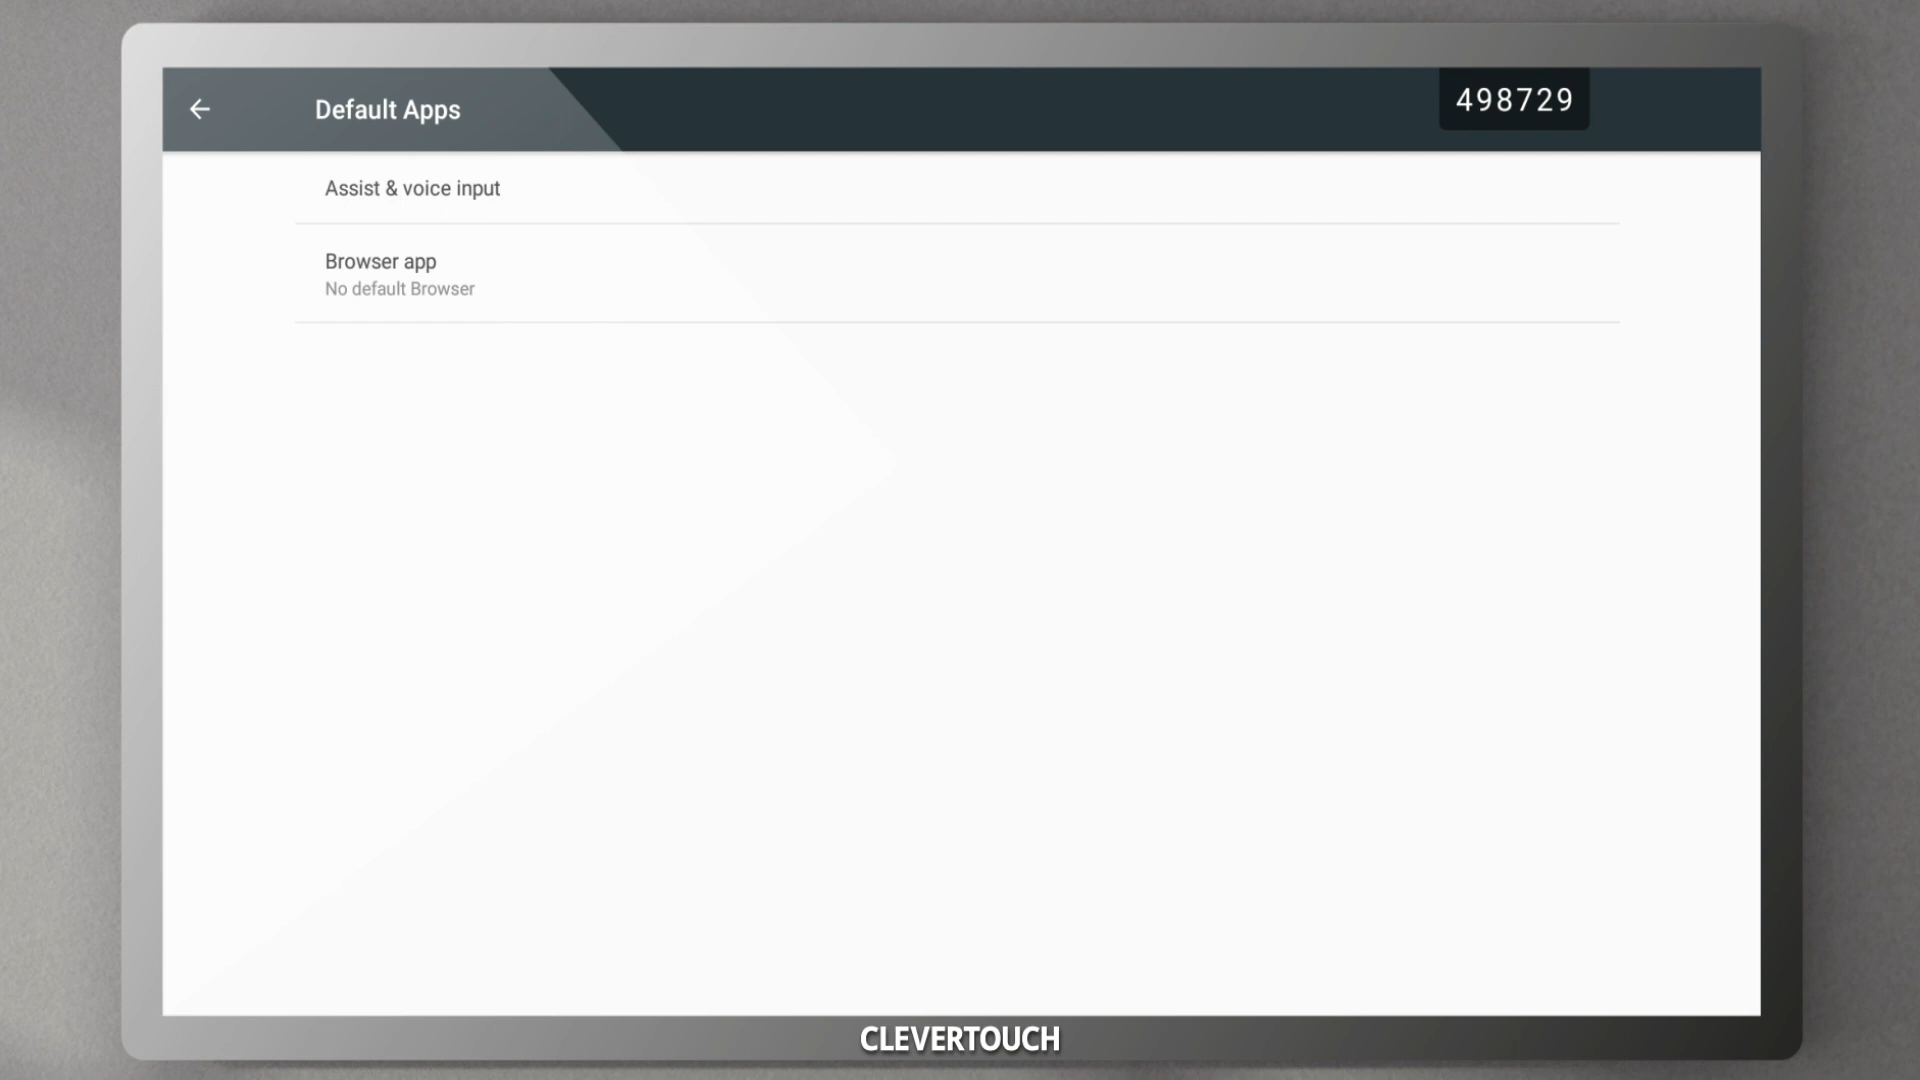 Default Apps
498729
Assist & voice input
Browser app
No default Browser
CLEVERTOUCH